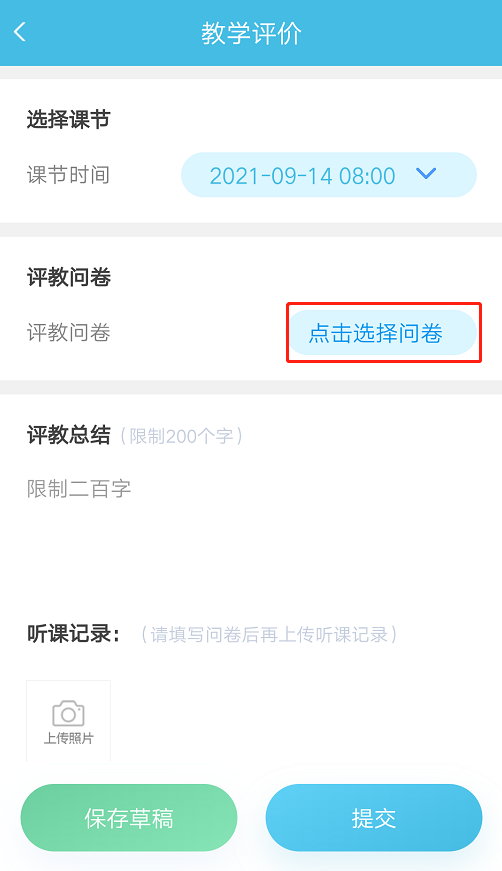 教学评价
选择课节
课节时间 2021-09-14 08:00
评教问卷
评教问卷 点击选择问卷
评教总结（限制200个字）
限制二百字
听课记录：（请填写问卷后再上传听课记录）
上传照片
保存草稿 提交